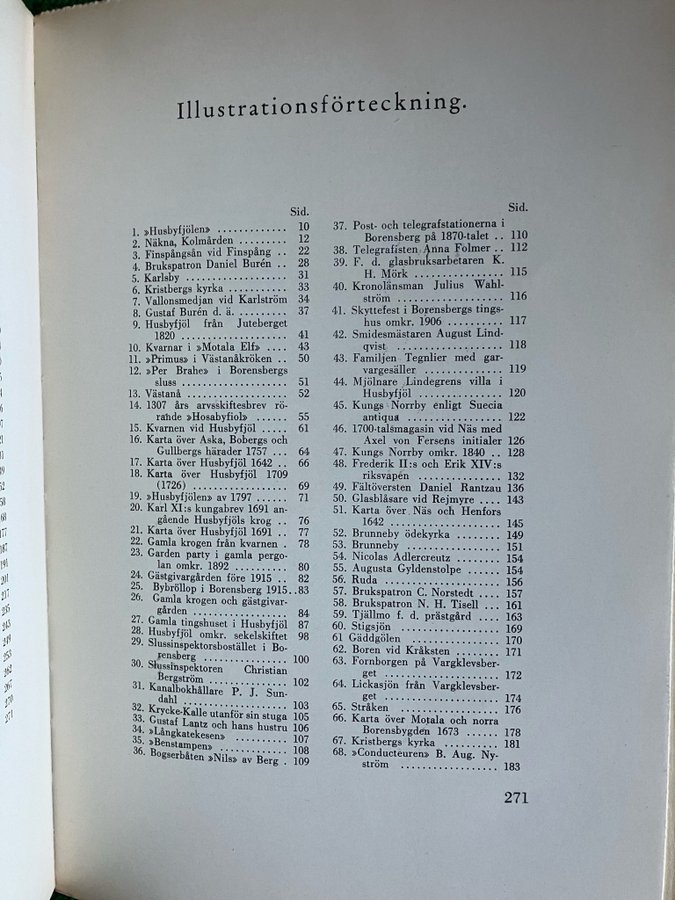 Illustrationsförteckning.
Sid.
1. »Husbyfjölen» ............. 10
2. Näkna, Kolmården ......... 12
3. Finspångsån vid Finspång .. 22
4. Brukspatron Daniel Burén .. 28
5. Karlsby ................... 31
6. Kristbergs kyrka ............ 33
7. Vallonsmedjan vid Karlström 34
8. Gustaf Burén d. ä. .......... 37
9. Husbyfjöl från Juteberget
1820 ..................... 41
10. Kvarnar i »Motala Elf» .... 43
11. »Primus» i Västanåkröken .. 50
12. »Per Brahe» i Borensbergs
sluss .................... 51
13. Västanå ................... 52
14. 1307 års arvsskiftesbrev rö-
rande »Hosabyfiol» ...... 55
15. Kvarnen vid Husbyfjöl ..... 61
16. Karta över Aska, Bobergs och
Gullbergs härader 1757 ... 64
17. Karta över Husbyfjöl 1642 .. 66
18. Karta över Husbyfjöl 1709
(1726) ................... 69
19. »Husbyfjölen» av 1797 ...... 71
20. Karl XI:s kungabrev 1691 an-
gående Husbyfjöls krog .. 76
21. Karta över Husbyfjöl 1691 .. 77
22. Gamla krogen från kvarnen . 78
23. Garden party i gamla pergo-
lan omkr. 1892 .......... 80
24. Gästgivargården före 1915 .. 82
25. Bybröllop i Borensberg 1915..83
26. Gamla krogen och gästgivar-
gården ................... 84
27. Gamla tingshuset i Husbyfjöl 87
28. Husbyfjöl omkr. sekelskiftet 98
29. Slussinspektorsbostället i Bo-
rensberg ................. 100
30. Slussinspektoren Christian
Bergström ............... 102
31. Kanalbokhållare P. J. Sun-
dahl ..................... 103
32. Krycke-Kalle utanför sin stuga 105
33. Gustaf Lantz och hans hustru 106
34. »Långkatekesen» ........... 107
35. »Benstampen» ............. 108
36. Bogserbåten »Nils» av Berg . 109
Sid.
37. Post- och telegrafstationerna i
Borensberg på 1870-talet .. 110
38. Telegrafisten Anna Folmer .. 112
39. F. d. glasbruksarbetaren K.
H. Mörk ................ 115
40. Kronolänsman Julius Wahl-
ström .................... 116
41. Skyttefest i Borensbergs tings-
hus omkr. 1906 .......... 117
42. Smidesmästaren August Lind-
qvist .................... 118
43. Familjen Tegnlier med gar-
vargesäller ............... 119
44. Mjölnare Lindegrens villa i
Husbyfjöl ................ 120
45. Kungs Norrby enligt Suecia
antiqua .................. 122
46. 1700-talsmagasin vid Näs med
Axel von Fersens initialer 126
47. Kungs Norrby omkr. 1840 .. 128
48. Frederik II:s och Erik XIV:s
riksvapen ................ 132
49. Fältöversten Daniel Rantzau 136
50. Glasblåsare vid Rejmyre .... 143
51. Karta över Näs och Henfors
1642 ..................... 145
52. Brunneby ödekyrka ......... 149
53. Brunneby .................. 151
54. Nicolas Adlercreutz ........ 154
55. Augusta Gyldenstolpe ...... 154
56. Ruda ...................... 156
57. Brukspatron C. Norstedt .... 157
58. Brukspatron N. H. Tisell ... 161
59. Tjällmo f. d. prästgård .... 163
60. Stigsjön ................... 169
61 Gäddgölen ................. 170
62. Boren vid Kråksten ........ 171
63. Fornborgen på Vargklevsber-
get ...................... 172
64. Lickasjön från Vargklevsber-
get ...................... 174
65. Stråken .................... 176
66. Karta över Motala och norra
Borensbygden 1673 ...... 178
67. Kristbergs kyrka ........... 181
68. »Conducteuren» B. Aug. Ny-
ström .................... 183
271